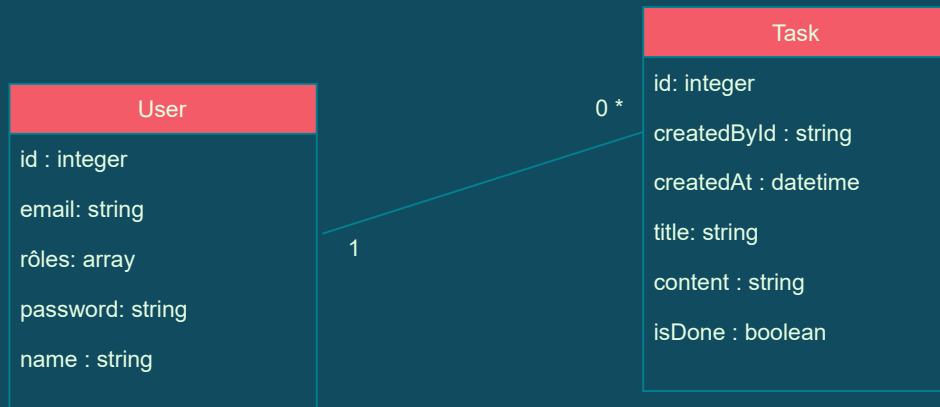 User
id : integer
email: string
rôles: array
password: string
name : string
1
0 *
Task
id: integer
createdById : string
createdAt : datetime
title: string
content : string
isDone : boolean